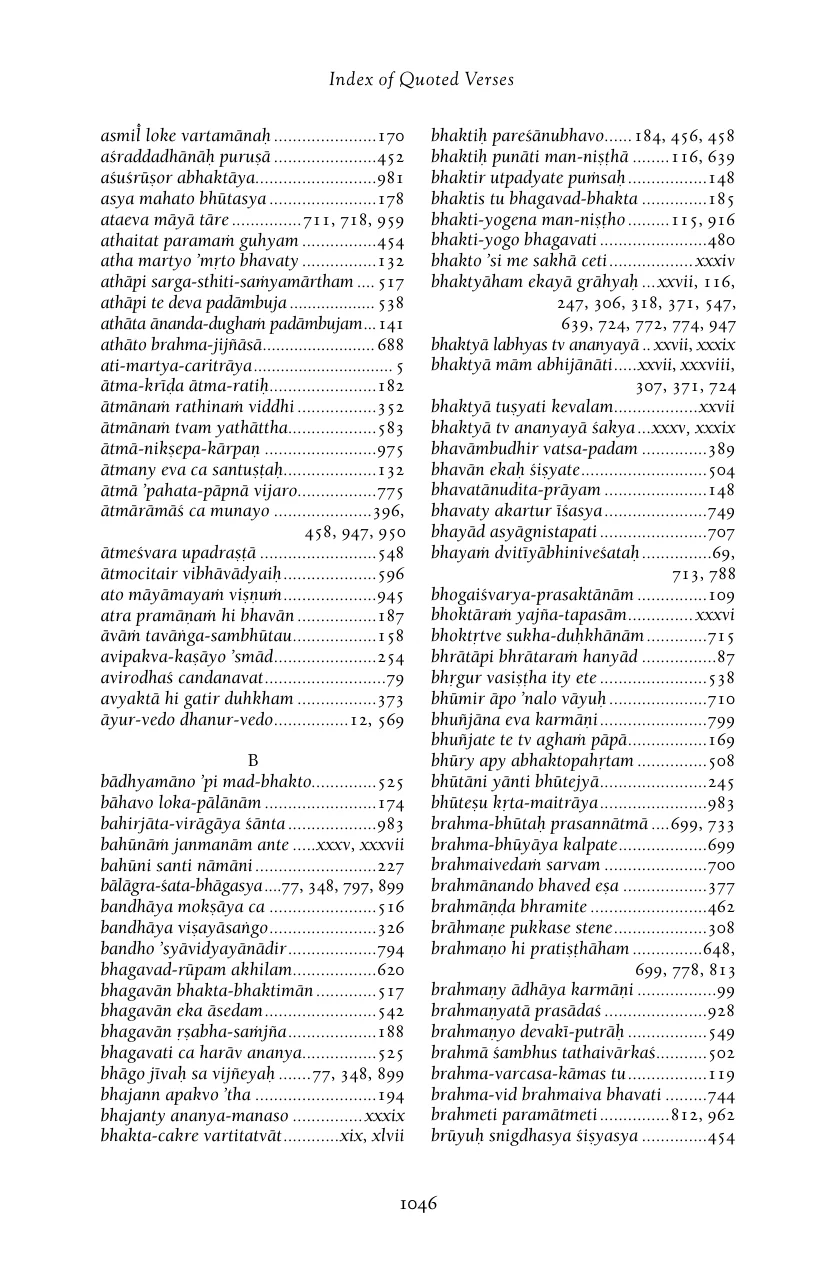 Index of Quoted Verses
asmiḹ loke vartamānaḥ ......................170
aśraddadhānāḥ puruṣā ......................452
aśuśrūṣor abhaktāya..........................981
asya mahato bhūtasya .......................178
ataeva māyā tāre ...............711, 718, 959
athaitat paramaṁ guhyam ................454
atha martyo ’mṛto bhavaty ................132
athāpi sarga-sthiti-saṁyamārtham .... 517
athāpi te deva padāmbuja .................. 538
athāta ānanda-dughaṁ padāmbujam...141
athāto brahma-jijñāsā........................ 688
ati-martya-caritrāya.............................. 5
ātma-krīḍa ātma-ratiḥ.......................182
ātmānaṁ rathinaṁ viddhi .................352
ātmānaṁ tvam yathāttha...................583
ātmā-nikṣepa-kārpaṇ ........................975
ātmany eva ca santuṣṭaḥ....................132
ātmā ’pahata-pāpnā vijaro.................775
ātmārāmāś ca munayo .....................396,
458, 947, 950
ātmeśvara upadraṣṭā .........................548
ātmocitair vibhāvādyaiḥ....................596
ato māyāmayaṁ viṣṇuṁ....................945
atra pramāṇaṁ hi bhavān .................187
āvāṁ tavāṅga-sambhūtau..................158
avipakva-kaṣāyo ’smād......................254
avirodhaś candanavat..........................79
avyaktā hi gatir duhkham .................373
āyur-vedo dhanur-vedo................12, 569
B
bādhyamāno ’pi mad-bhakto..............525
bāhavo loka-pālānām ........................174
bahirjāta-virāgāya śānta ...................983
bahūnāṁ janmanām ante .....xxxv, xxxvii
bahūni santi nāmāni..........................227
bālāgra-śata-bhāgasya....77, 348, 797, 899
bandhāya mokṣāya ca .......................516
bandhāya viṣayāsaṅgo.......................326
bandho ’syāvidyayānādir...................794
bhagavad-rūpam akhilam..................620
bhagavān bhakta-bhaktimān .............517
bhagavān eka āsedam........................542
bhagavān ṛṣabha-saṁjña...................188
bhagavati ca harāv ananya................525
bhāgo jīvaḥ sa vijñeyaḥ .......77, 348, 899
bhajann apakvo ’tha ..........................194
bhajanty ananya-manaso ...............xxxix
bhakta-cakre vartitatvāt............xix, xlvii
bhaktiḥ pareśānubhavo...... 184, 456, 458
bhaktiḥ punāti man-niṣṭhā ........116, 639
bhaktir utpadyate puṁsaḥ.................148
bhaktis tu bhagavad-bhakta ..............185
bhakti-yogena man-niṣṭho .........115, 916
bhakti-yogo bhagavati .......................480
bhakto ’si me sakhā ceti..................xxxiv
bhaktyāham ekayā grāhyaḥ ...xxvii, 116,
247, 306, 318, 371, 547,
639, 724, 772, 774, 947
bhaktyā labhyas tv ananyayā .. xxvii, xxxix
bhaktyā mām abhijānāti.....xxvii, xxxviii,
307, 371, 724
bhaktyā tuṣyati kevalam..................xxvii
bhaktyā tv ananyayā śakya...xxxv, xxxix
bhavāmbudhir vatsa-padam ..............389
bhavān ekaḥ śiṣyate...........................504
bhavatānudita-prāyam ......................148
bhavaty akartur īśasya.......................749
bhayād asyāgnistapati .......................707
bhayaṁ dvitīyābhiniveśataḥ...............69,
713, 788
bhogaiśvarya-prasaktānām ...............109
bhoktāraṁ yajña-tapasām..............xxxvi
bhoktṛtve sukha-duḥkhānām .............715
bhrātāpi bhrātaraṁ hanyād ................87
bhṛgur vasiṣṭha ity ete .......................538
bhūmir āpo ’nalo vāyuḥ .....................710
bhuñjāna eva karmāṇi.......................799
bhuñjate te tv aghaṁ pāpā.................169
bhūry apy abhaktopahṛtam ...............508
bhūtāni yānti bhūtejyā.......................245
bhūteṣu kṛta-maitrāya.......................983
brahma-bhūtaḥ prasannātmā ....699, 733
brahma-bhūyāya kalpate...................699
brahmaivedaṁ sarvam ......................700
brahmānando bhaved eṣa ..................377
brahmāṇḍa bhramite .........................462
brāhmaṇe pukkase stene....................308
brahmaṇo hi pratiṣṭhāham ...............648,
699, 778, 813
brahmaṇy ādhāya karmāṇi .................99
brahmaṇyatā prasādaś ......................928
brahmaṇyo devakī-putrāḥ .................549
brahmā śambhus tathaivārkaś...........502
brahma-varcasa-kāmas tu..................119
brahma-vid brahmaiva bhavati .........744
brahmeti paramātmeti...............812, 962
brūyuḥ snigdhasya śiṣyasya ..............454
1046